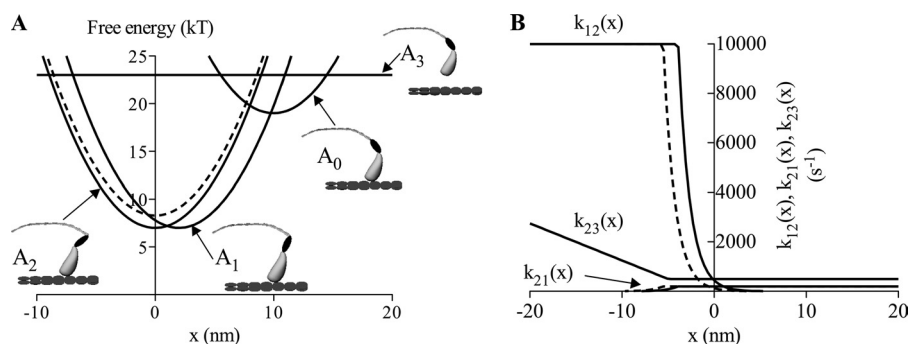 A
Free energy (kT)
25
20
15
10
5
-10
0
10
20
x (nm)
A3
A0
A2
A1
B
k12(x)
10000
8000
6000
4000
2000
k23(x)
k21(x)
-20
-10
0
10
20
x (nm)
k12(x), k21(x), k23(x)
(s-1)